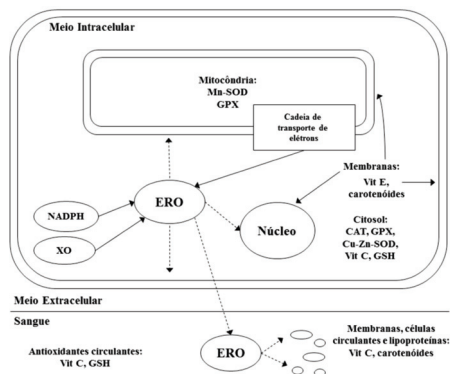 Meio Intracelular
Mitocôndria:
Mn-SOD
GPX
Cadeia de
transporte de
elétrons
Membranas:
Vit E,
carotenóides
ERO
NADPH
Núcleo
XO
Citosol:
CAT, GPX,
Cu-Zn-SOD,
Vit C, GSH
Meio Extracelular
Sangue
Antioxidantes circulantes:
Vit C, GSH
ERO
Membranas, células
circulantes e lipoproteínas:
Vit C, carotenóides